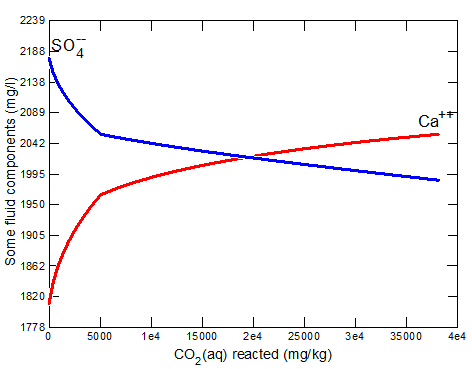 2239
2188
2138
2089
2042
1995
1950
1905
1862
1820
1778
SO₄⁻⁻
Ca⁺⁺
Some fluid components (mg/l)
0 5000 1e4 15000 2e4 25000 3e4 35000 4e4
CO₂(aq) reacted (mg/kg)